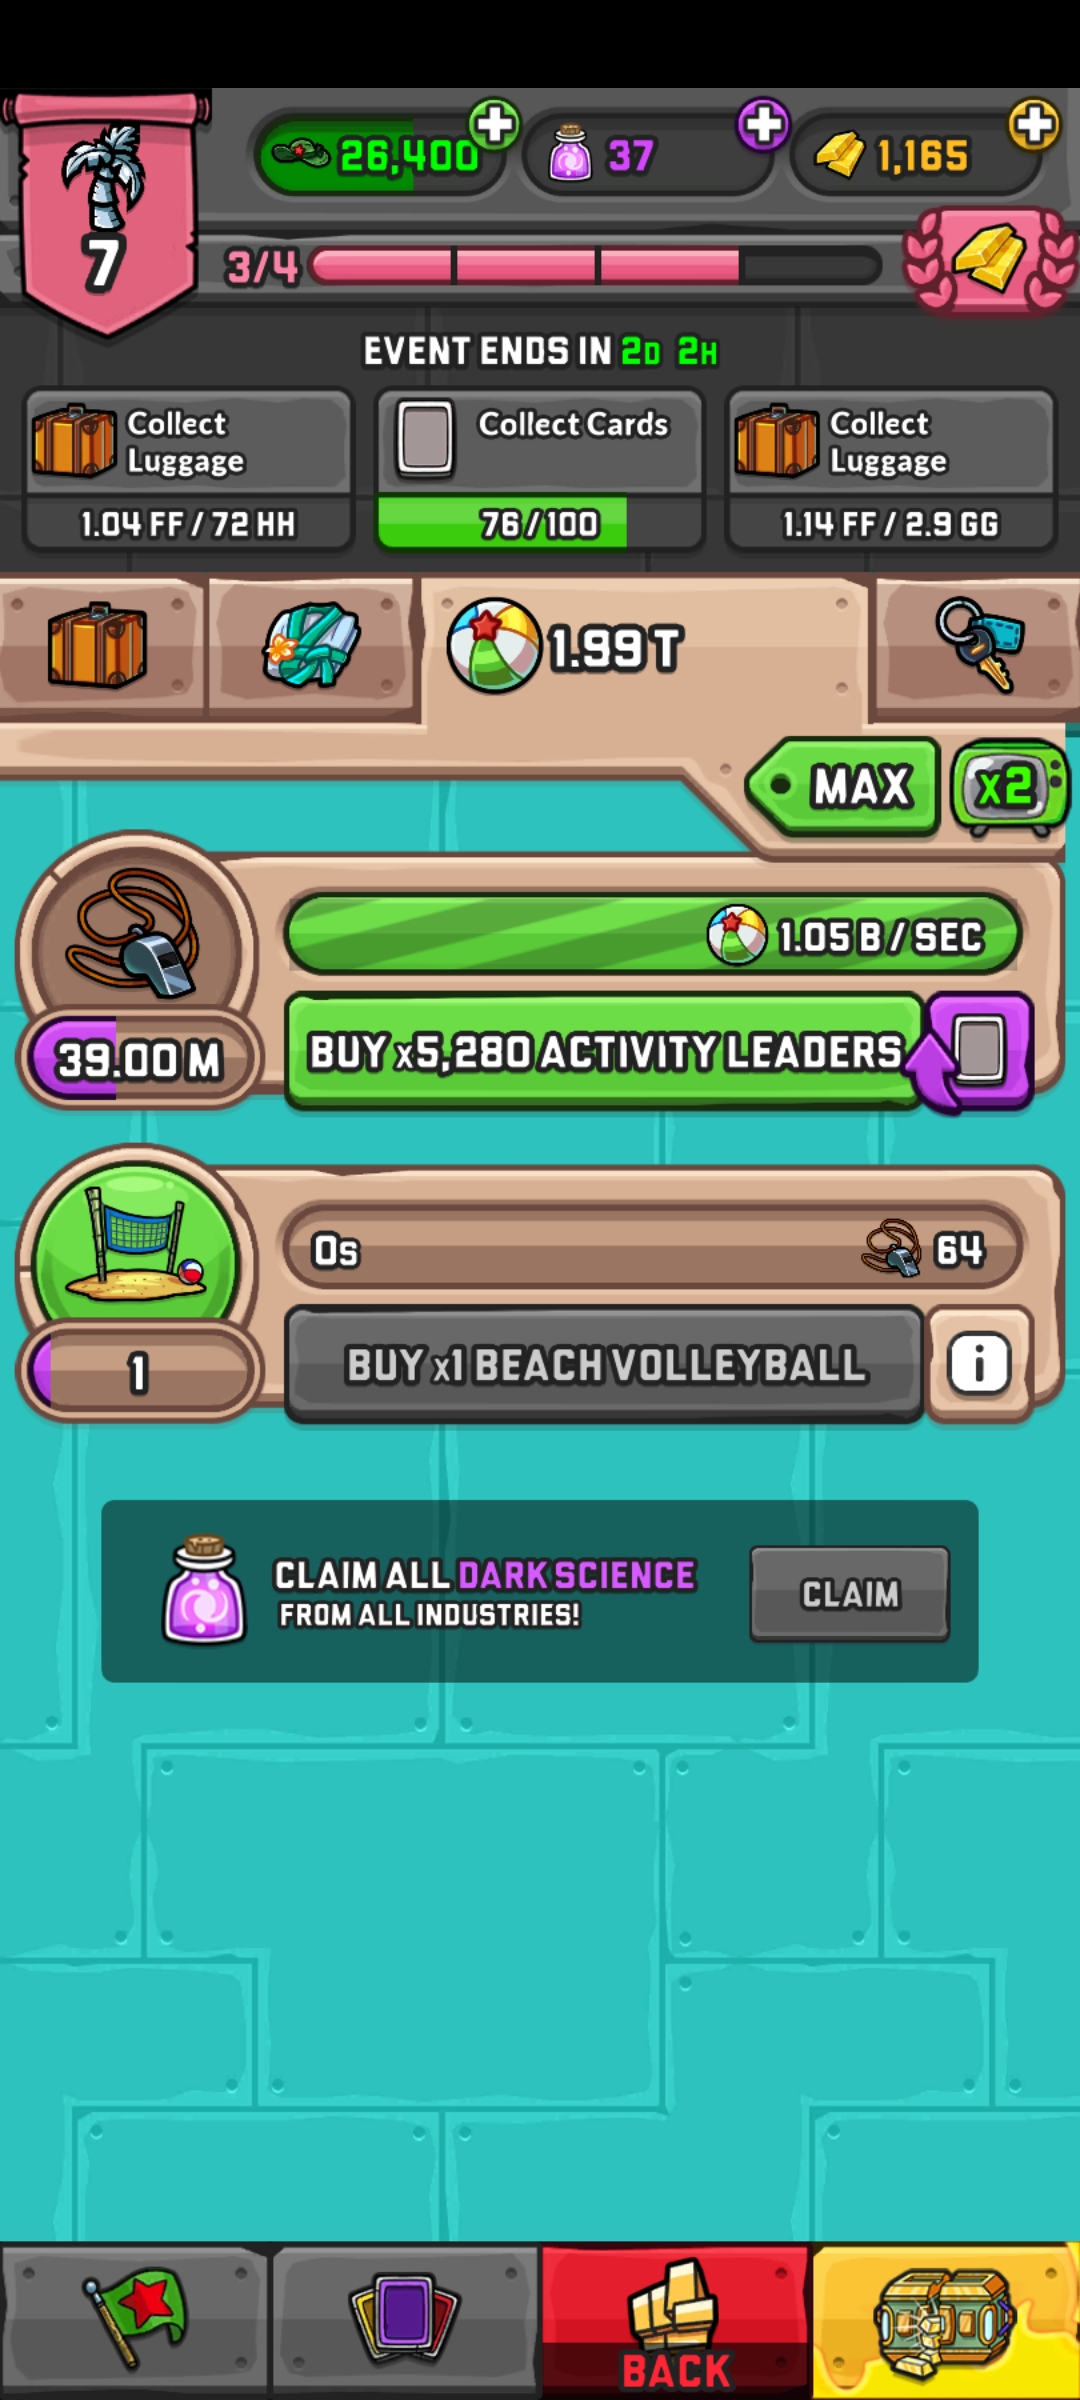 26,400
37
1,165
7
3/4
EVENT ENDS IN 2D 2H
Collect
Luggage
1.04 FF / 72 HH
Collect Cards
76/100
Collect
Luggage
1.14 FF / 2.9 GG
1.99 T
MAX
x2
1.05 B / SEC
39.00 M
BUY x5,280 ACTIVITY LEADERS
0s
64
1
BUY x1 BEACH VOLLEYBALL
i
CLAIM ALL DARK SCIENCE
FROM ALL INDUSTRIES!
CLAIM
BACK